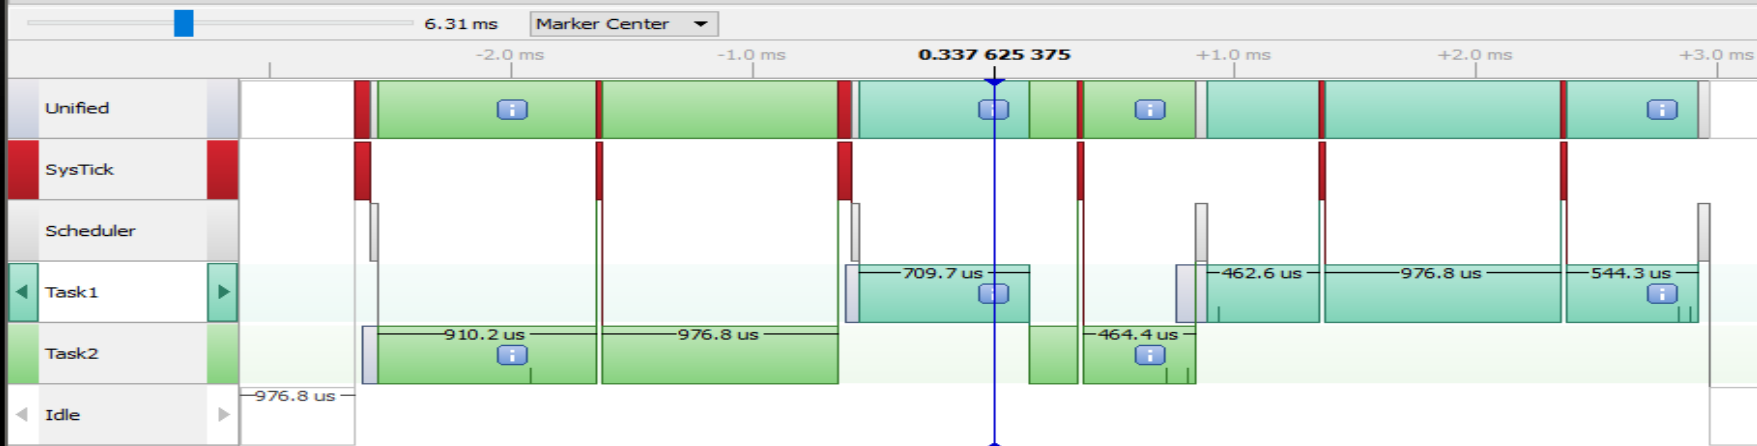 6.31 ms Marker Center
-2.0 ms -1.0 ms 0.337 625 375 +1.0 ms +2.0 ms +3.0 ms
Unified
SysTick
Scheduler
Task1 709.7 us 462.6 us 976.8 us 544.3 us
Task2 910.2 us 976.8 us 464.4 us
976.8 us
Idle